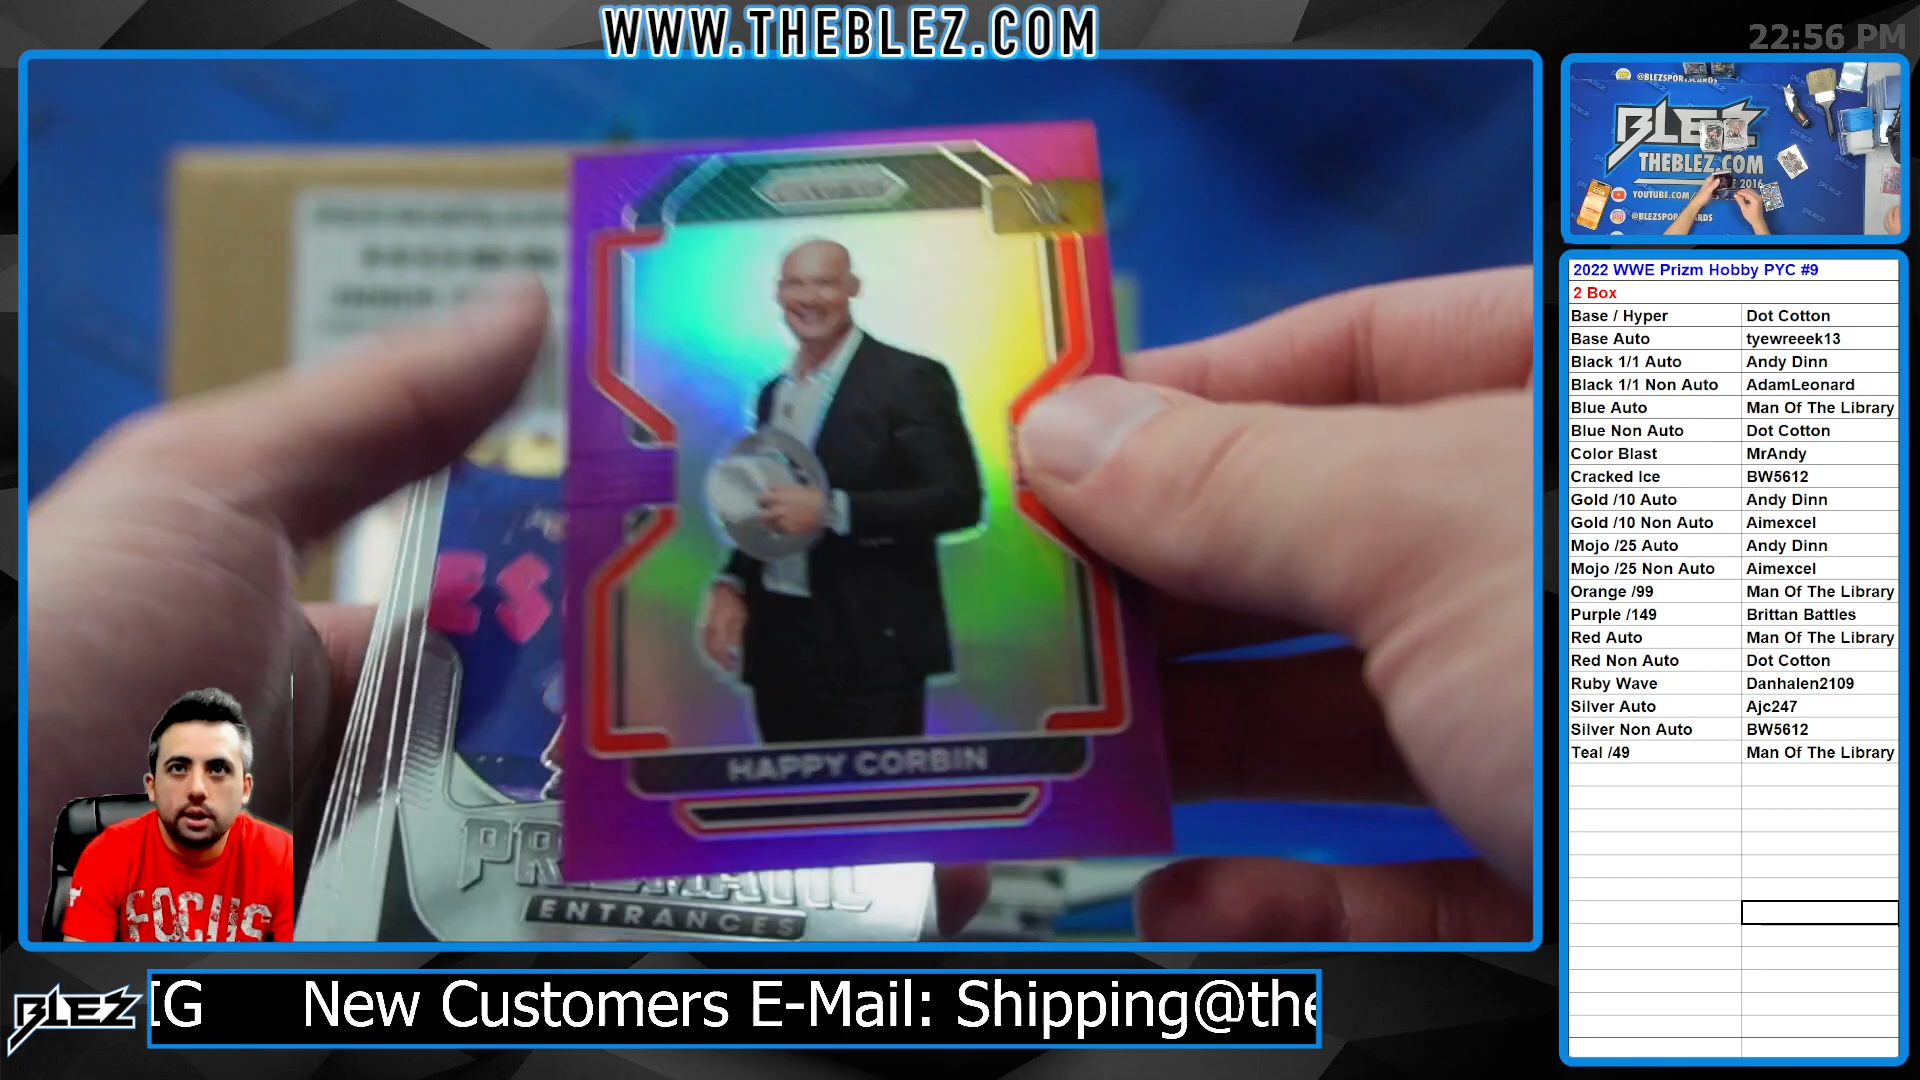 WWW.THEBLEZ.COM
22:56 PM
@BLEZSPORTSCARDS
BLEZ
THEBLEZ.COM
2016
YOUTUBE.COM
@BLEZSPORTSCARDS
2022 WWE Prizm Hobby PYC #9
2 Box
Base / Hyper Dot Cotton
Base Auto tyewreeek13
Black 1/1 Auto Andy Dinn
Black 1/1 Non Auto AdamLeonard
Blue Auto Man Of The Library
Blue Non Auto Dot Cotton
Color Blast MrAndy
Cracked Ice BW5612
Gold /10 Auto Andy Dinn
Gold /10 Non Auto Aimexcel
Mojo /25 Auto Andy Dinn
Mojo /25 Non Auto Aimexcel
Orange /99 Man Of The Library
Purple /149 Brittan Battles
Red Auto Man Of The Library
Red Non Auto Dot Cotton
Ruby Wave Danhalen2109
Silver Auto Ajc247
Silver Non Auto BW5612
Teal /49 Man Of The Library
HAPPY CORBIN
PRIZMATIC
ENTRANCES
FOCUS
BLEZ
IG New Customers E-Mail: Shipping@the